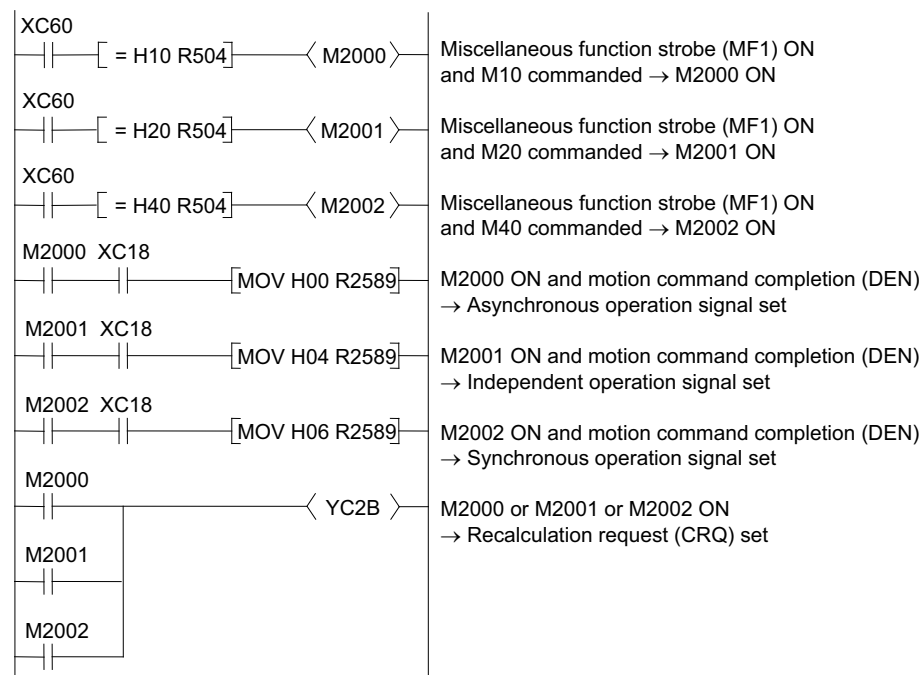 XC60
[ = H10 R504] ⟨ M2000 ⟩ Miscellaneous function strobe (MF1) ON
and M10 commanded → M2000 ON
XC60
[ = H20 R504] ⟨ M2001 ⟩ Miscellaneous function strobe (MF1) ON
and M20 commanded → M2001 ON
XC60
[ = H40 R504] ⟨ M2002 ⟩ Miscellaneous function strobe (MF1) ON
and M40 commanded → M2002 ON
M2000 XC18
[MOV H00 R2589] M2000 ON and motion command completion (DEN)
→ Asynchronous operation signal set
M2001 XC18
[MOV H04 R2589] M2001 ON and motion command completion (DEN)
→ Independent operation signal set
M2002 XC18
[MOV H06 R2589] M2002 ON and motion command completion (DEN)
→ Synchronous operation signal set
M2000
⟨ YC2B ⟩ M2000 or M2001 or M2002 ON
→ Recalculation request (CRQ) set
M2001
M2002